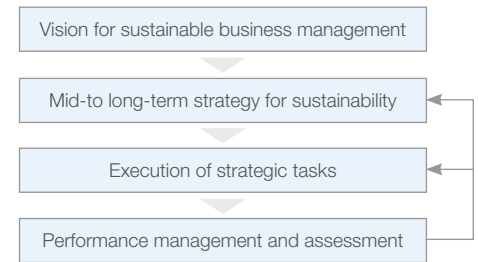 Vision for sustainable business management
Mid-to long-term strategy for sustainability
Execution of strategic tasks
Performance management and assessment